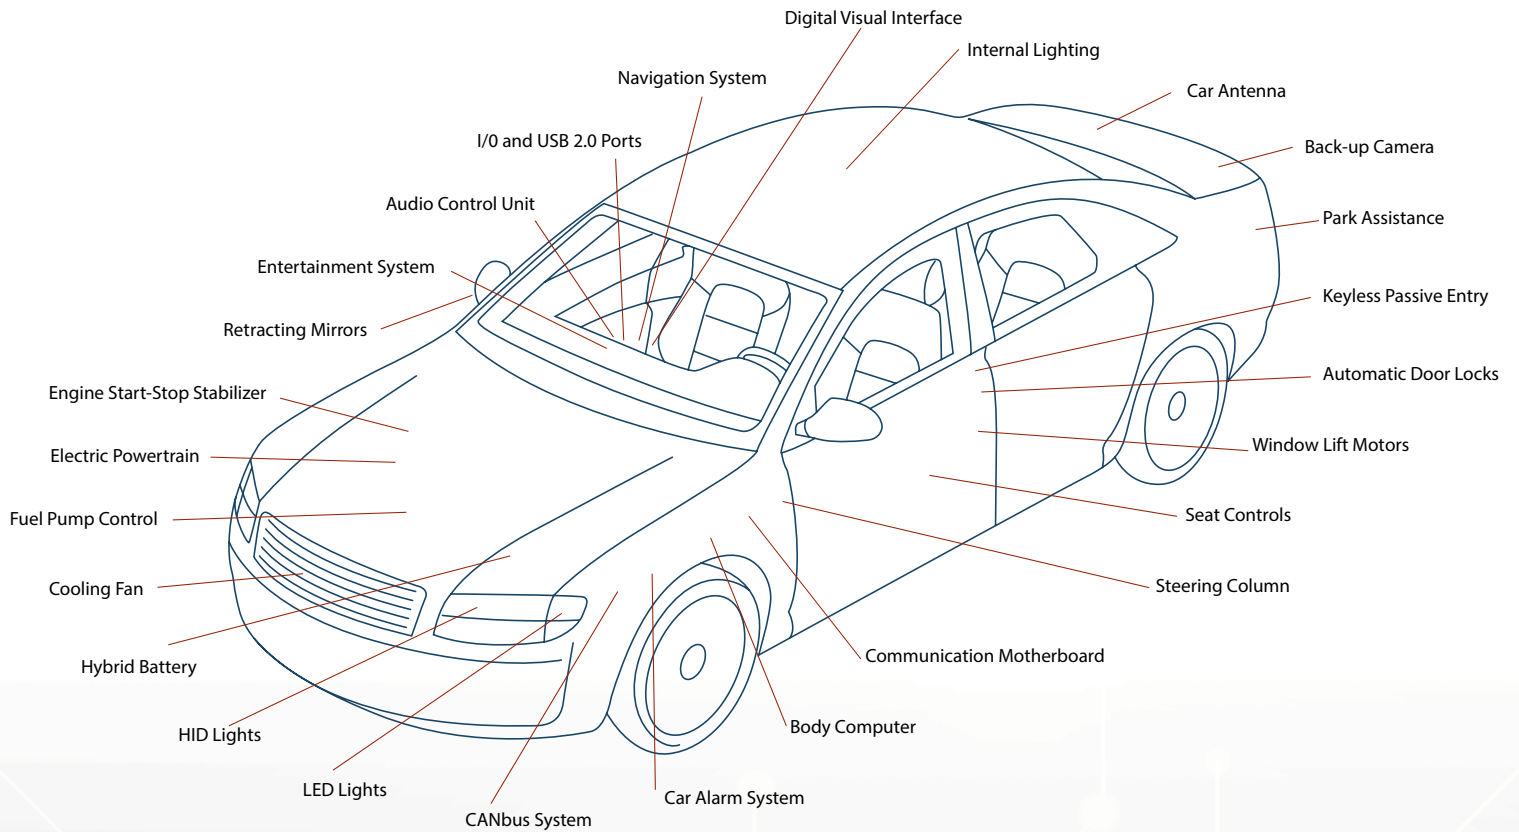 Digital Visual Interface
Internal Lighting
Navigation System
Car Antenna
I/0 and USB 2.0 Ports
Back-up Camera
Audio Control Unit
Park Assistance
Entertainment System
Keyless Passive Entry
Retracting Mirrors
Automatic Door Locks
Engine Start-Stop Stabilizer
Window Lift Motors
Electric Powertrain
Seat Controls
Fuel Pump Control
Steering Column
Cooling Fan
Communication Motherboard
Hybrid Battery
Body Computer
HID Lights
LED Lights
Car Alarm System
CANbus System